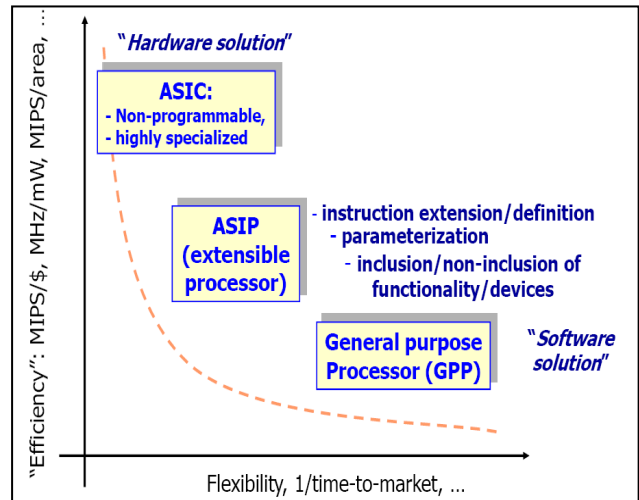 “Efficiency”: MIPS/$, MHz/mW, MIPS/area, ...
“Hardware solution”
ASIC:
- Non-programmable,
- highly specialized
ASIP
(extensible
processor)
- instruction extension/definition
- parameterization
- inclusion/non-inclusion of
functionality/devices
General purpose
Processor (GPP)
“Software
solution”
Flexibility, 1/time-to-market, ...